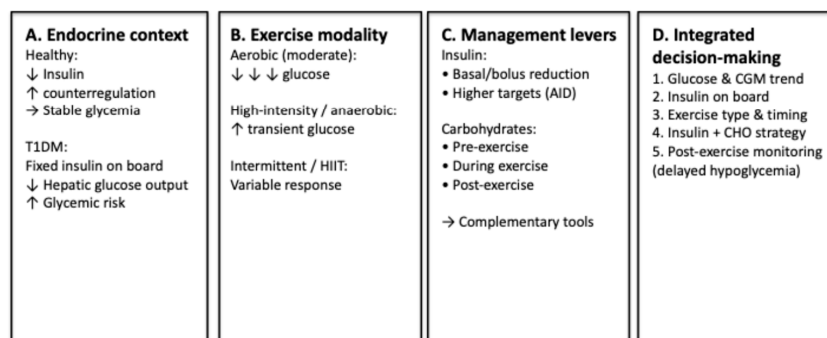 A. Endocrine context
Healthy:
↓ Insulin
↑ counterregulation
→ Stable glycemia
T1DM:
Fixed insulin on board
↓ Hepatic glucose output
↑ Glycemic risk
B. Exercise modality
Aerobic (moderate):
↓ ↓ ↓ glucose
High-intensity / anaerobic:
↑ transient glucose
Intermittent / HIIT:
Variable response
C. Management levers
Insulin:
• Basal/bolus reduction
• Higher targets (AID)
Carbohydrates:
• Pre-exercise
• During exercise
• Post-exercise
→ Complementary tools
D. Integrated
decision-making
1. Glucose & CGM trend
2. Insulin on board
3. Exercise type & timing
4. Insulin + CHO strategy
5. Post-exercise monitoring
(delayed hypoglycemia)